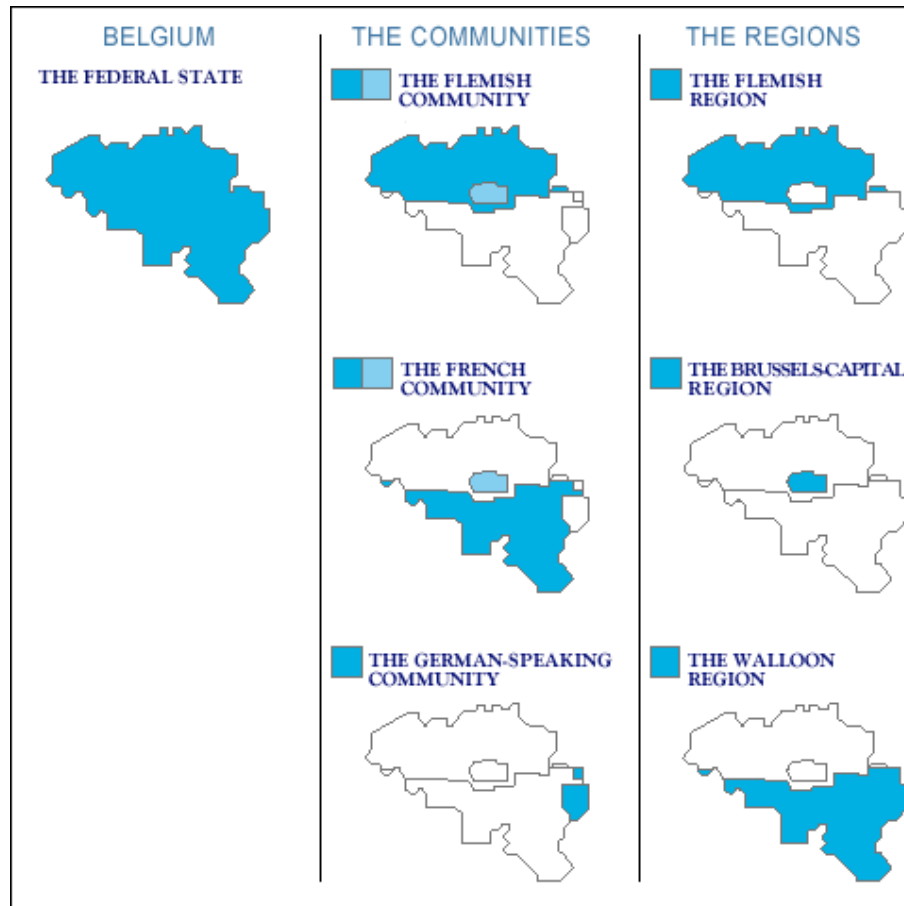 BELGIUM
THE FEDERAL STATE
THE COMMUNITIES
THE FLEMISH
COMMUNITY
THE FRENCH
COMMUNITY
THE GERMAN-SPEAKING
COMMUNITY
THE REGIONS
THE FLEMISH
REGION
THE BRUSSELS-CAPITAL
REGION
THE WALLOON
REGION